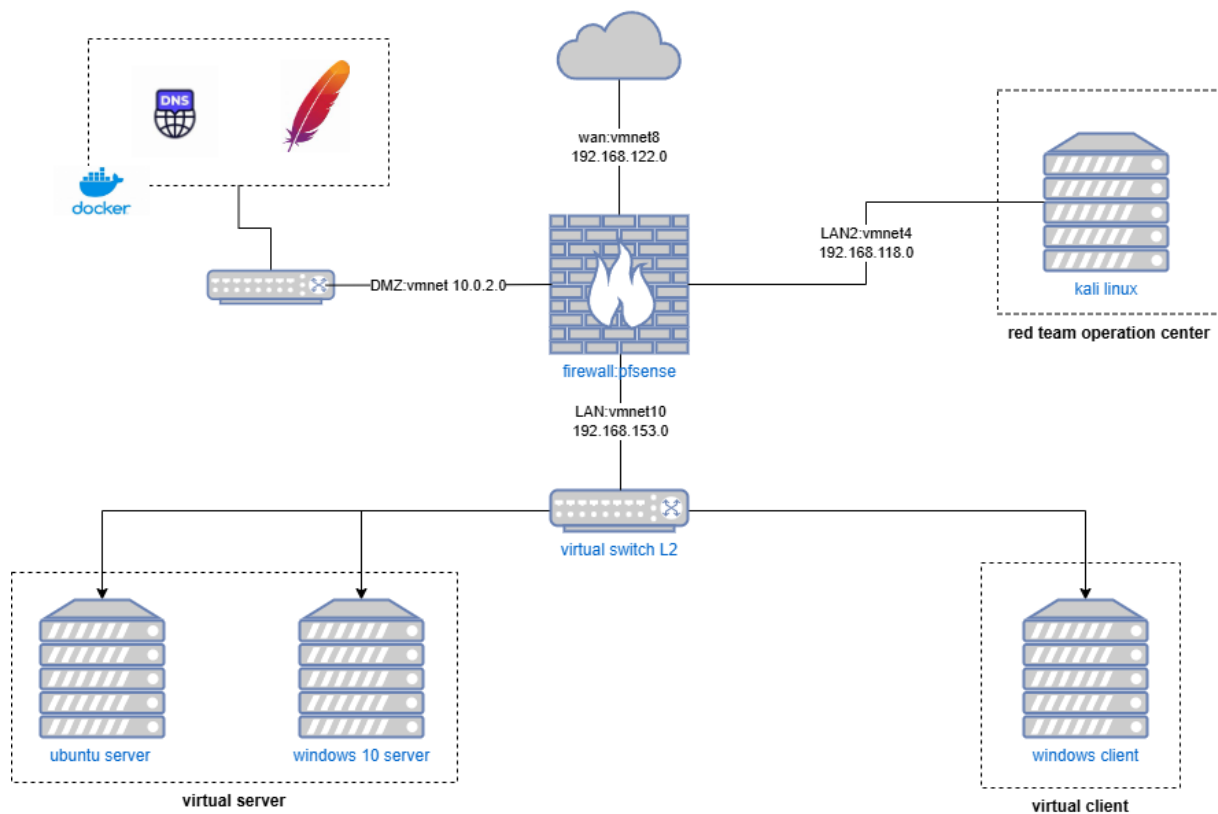 DNS
docker
wan:vmnet8
192.168.122.0
LAN2:vmnet4
192.168.118.0
kali linux
red team operation center
DMZ:vmnet 10.0.2.0
firewall:pfsense
LAN:vmnet10
192.168.153.0
virtual switch L2
ubuntu server
windows 10 server
windows client
virtual server
virtual client